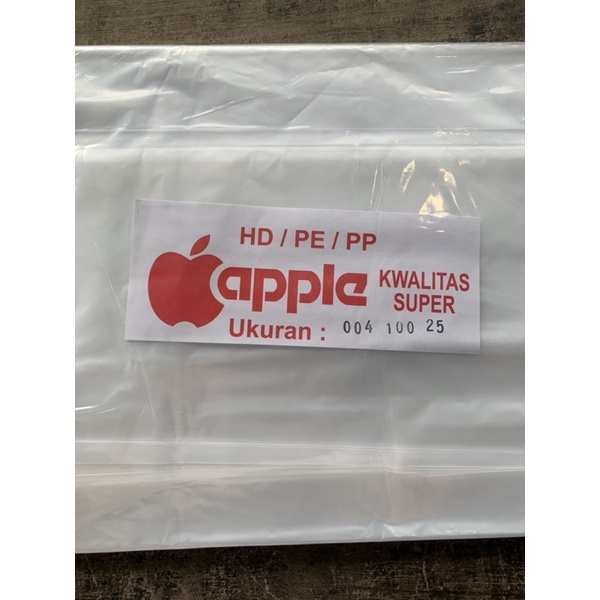 HD / PE / PP
apple
KWALITAS
SUPER
Ukuran : 004 100 25